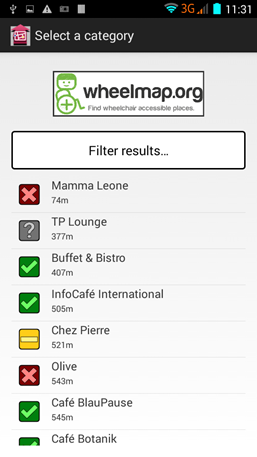 3G
11:31
Select a category
wheelmap.org
Find wheelchair accessible places.
Filter results...
Mamma Leone
74m
TP Lounge
377m
Buffet & Bistro
407m
InfoCafé International
505m
Chez Pierre
521m
Olive
543m
Café BlauPause
545m
Café Botanik